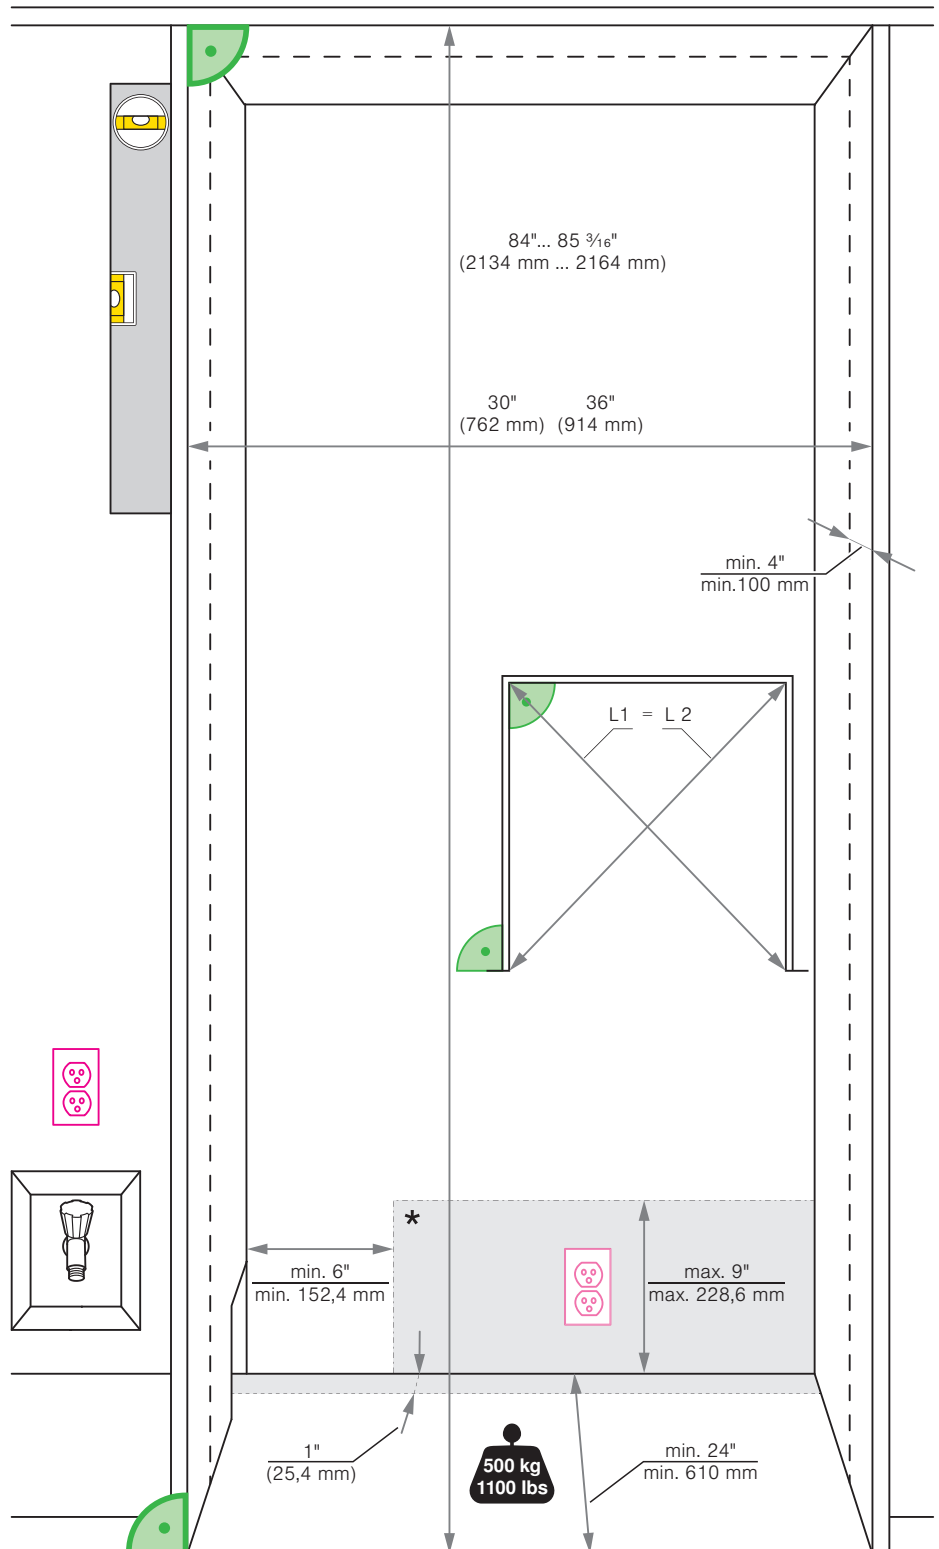 84"... 85 ³⁄₁₆"
(2134 mm ... 2164 mm)
30" 36"
(762 mm) (914 mm)
min. 4"
min.100 mm
L1 = L 2
*
min. 6"
min. 152,4 mm
max. 9"
max. 228,6 mm
1"
(25,4 mm)
500 kg
1100 lbs
min. 24"
min. 610 mm